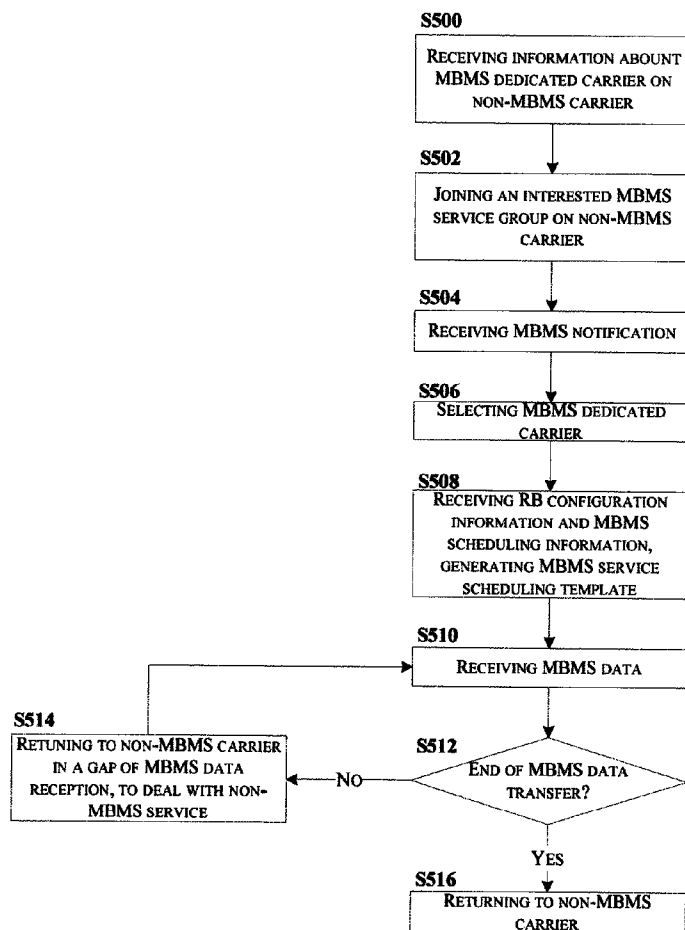 S500
RECEIVING INFORMATION ABOUNT
MBMS DEDICATED CARRIER ON
NON-MBMS CARRIER
S502
JOINING AN INTERESTED MBMS
SERVICE GROUP ON NON-MBMS
CARRIER
S504
RECEIVING MBMS NOTIFICATION
S506
SELECTING MBMS DEDICATED
CARRIER
S508
RECEIVING RB CONFIGURATION
INFORMATION AND MBMS
SCHEDULING INFORMATION,
GENERATING MBMS SERVICE
SCHEDULING TEMPLATE
S510
RECEIVING MBMS DATA
S514
RETUNING TO NON-MBMS CARRIER
IN A GAP OF MBMS DATA
RECEPTION, TO DEAL WITH NON-
MBMS SERVICE
S512
END OF MBMS DATA
TRANSFER?
NO
YES
S516
RETURNING TO NON-MBMS
CARRIER